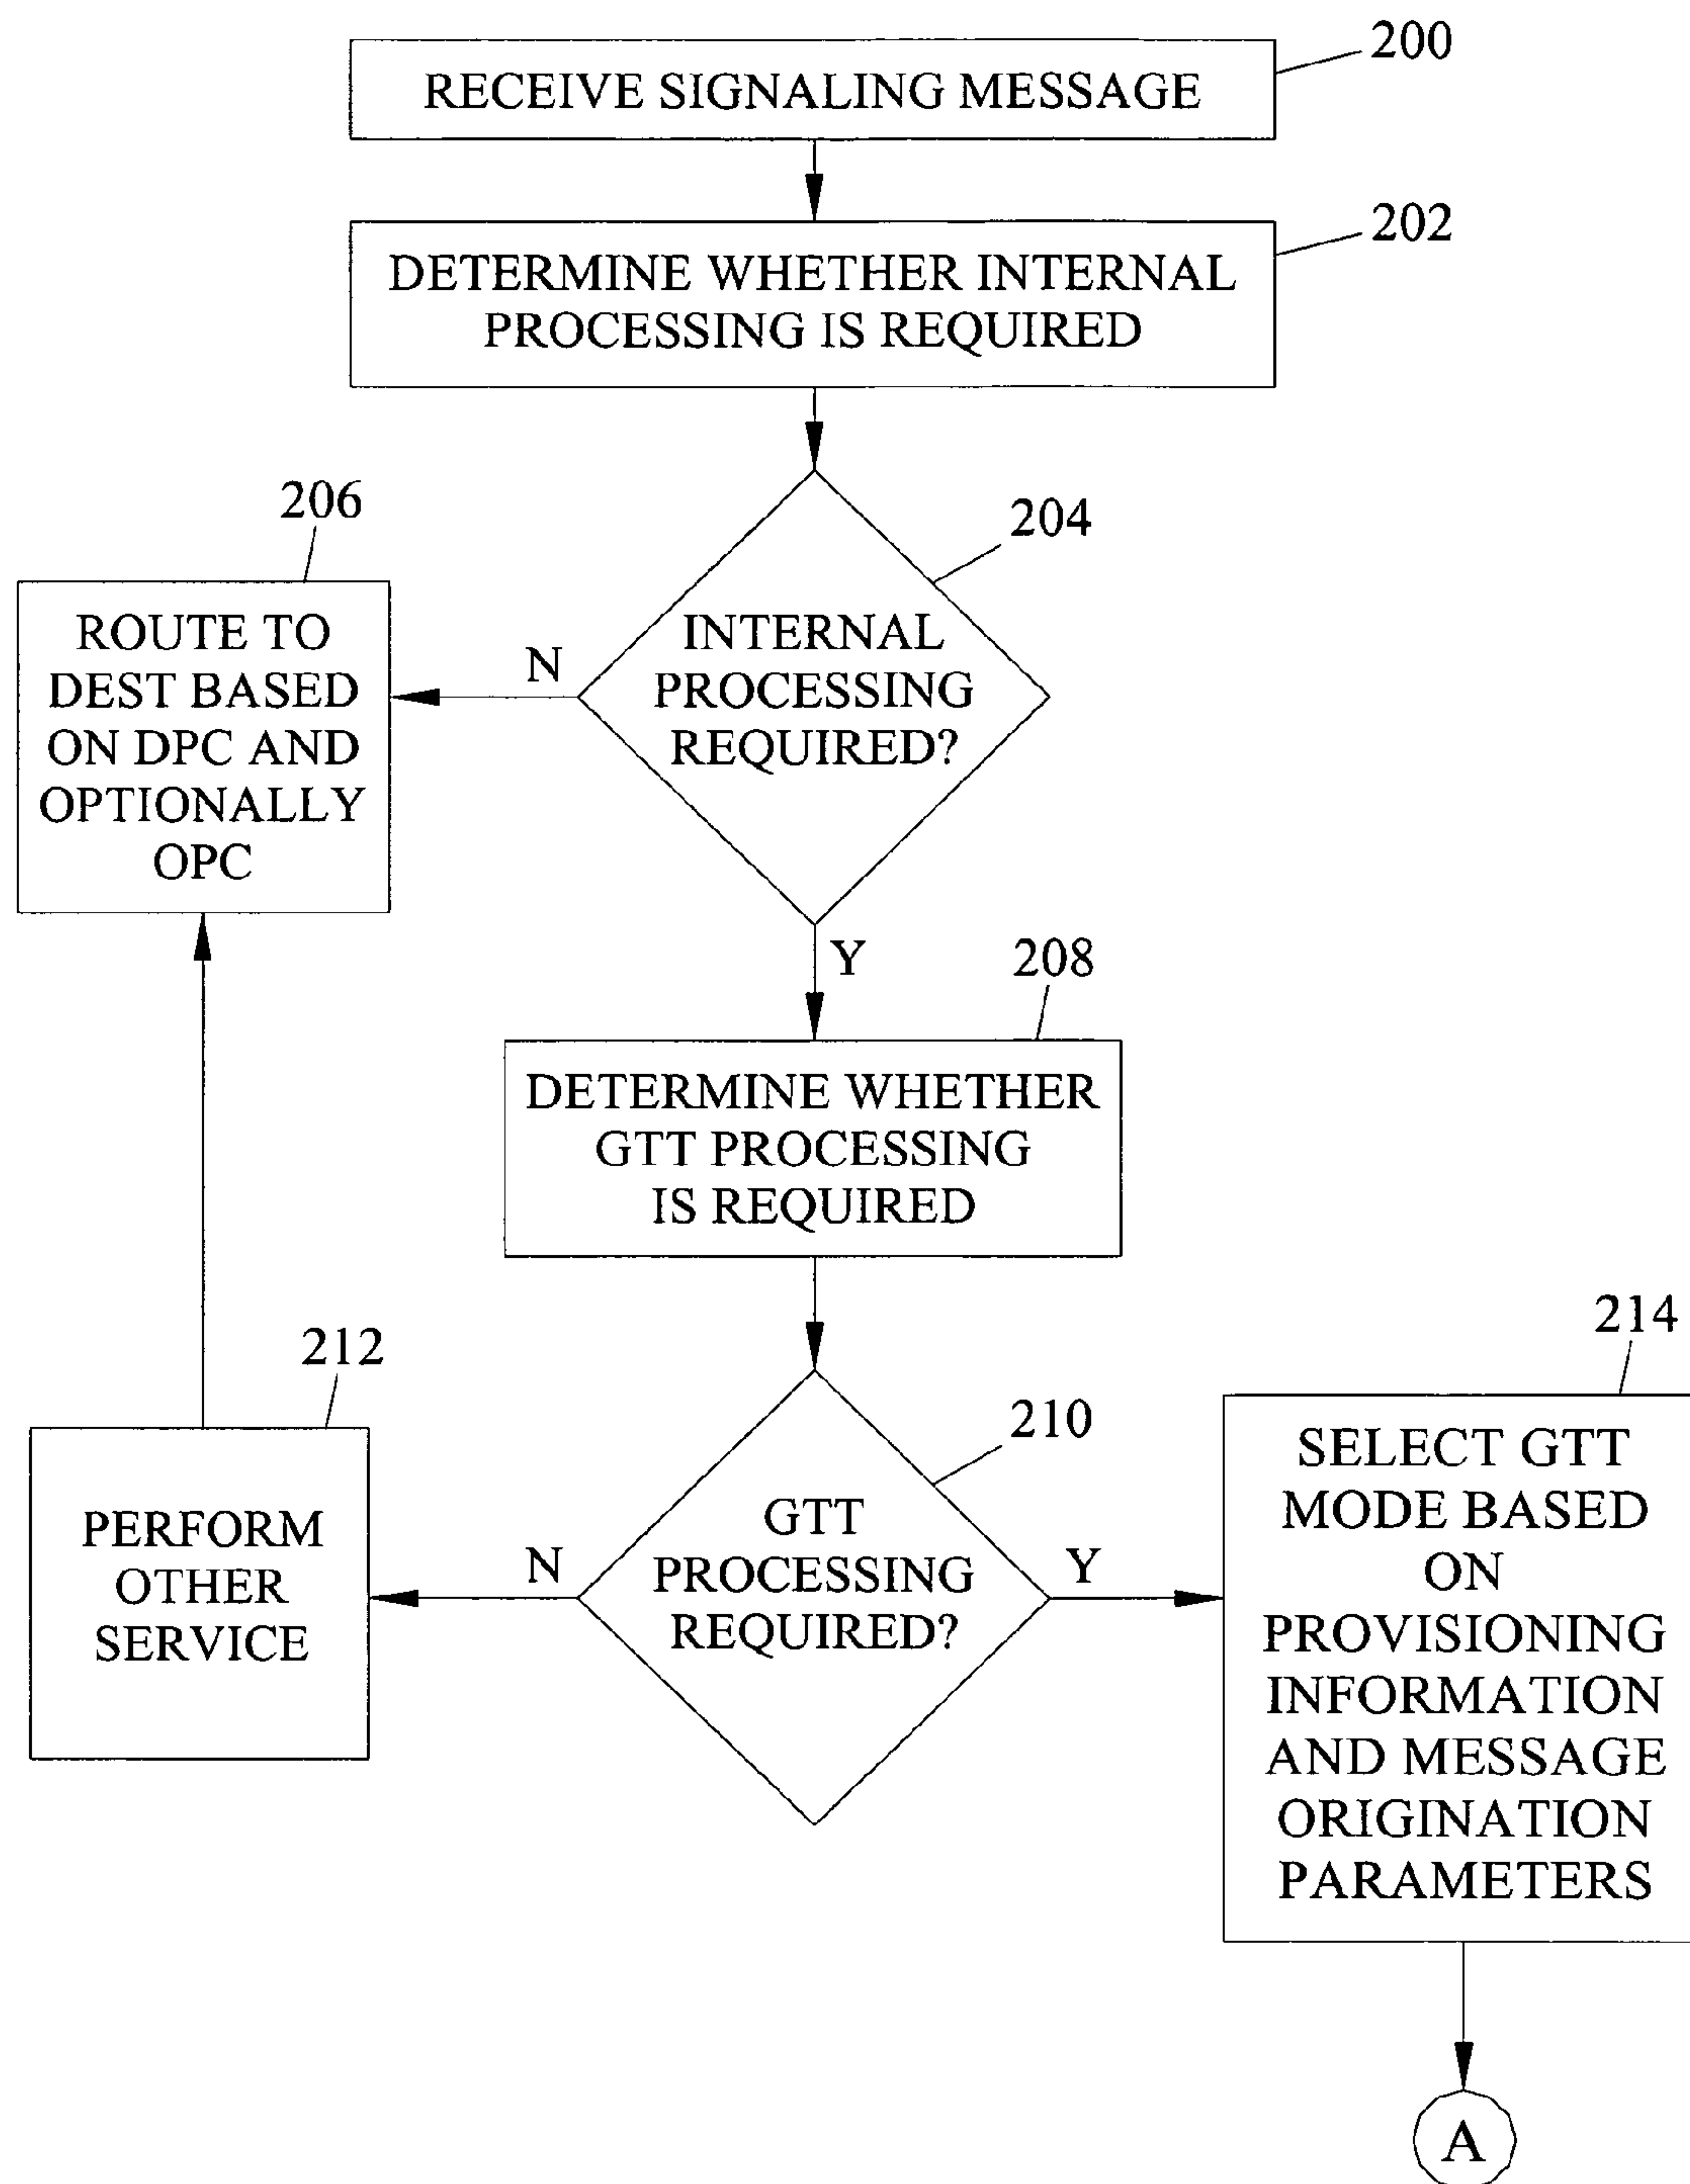 200
RECEIVE SIGNALING MESSAGE
202
DETERMINE WHETHER INTERNAL
PROCESSING IS REQUIRED
204
INTERNAL
PROCESSING
REQUIRED?
N
206
ROUTE TO
DEST BASED
ON DPC AND
OPTIONALLY
OPC
Y
208
DETERMINE WHETHER
GTT PROCESSING
IS REQUIRED
210
GTT
PROCESSING
REQUIRED?
N
212
PERFORM
OTHER
SERVICE
Y
214
SELECT GTT
MODE BASED
ON
PROVISIONING
INFORMATION
AND MESSAGE
ORIGINATION
PARAMETERS
A